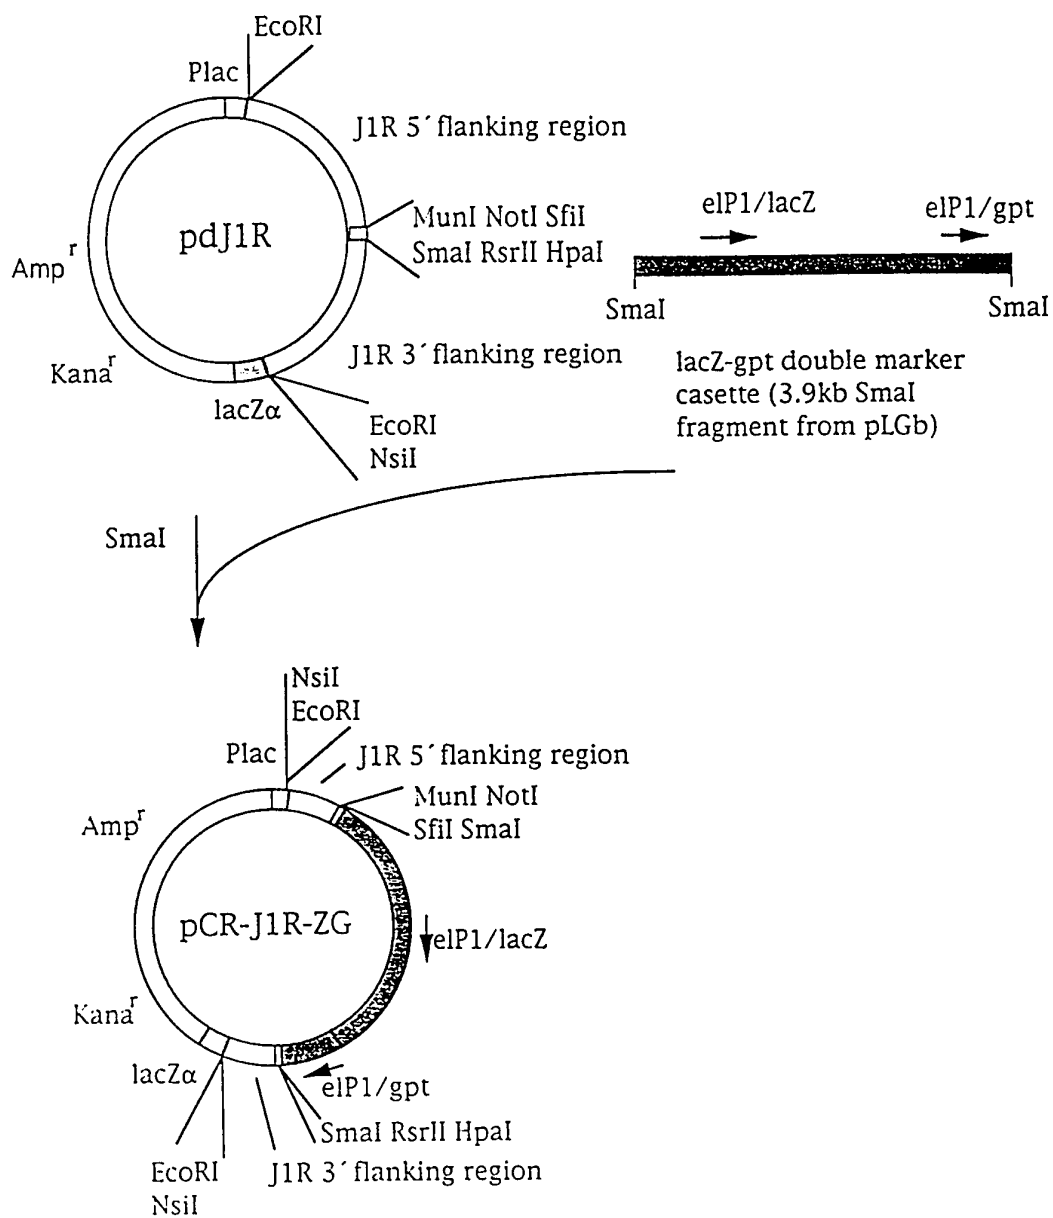 EcoRI
Plac
J1R 5´ flanking region
MunI NotI SfiI
SmaI RsrII HpaI
pdJ1R
Amp r
elP1/lacZ
elP1/gpt
SmaI
SmaI
J1R 3´ flanking region
Kana r
lacZα
EcoRI
NsiI
lacZ-gpt double marker
casette (3.9kb SmaI
fragment from pLGb)
SmaI
NsiI
EcoRI
Plac
J1R 5´ flanking region
MunI NotI
SfiI SmaI
Amp r
pCR-J1R-ZG
elP1/lacZ
Kana r
lacZα
elP1/gpt
SmaI RsrII HpaI
EcoRI
NsiI
J1R 3´ flanking region